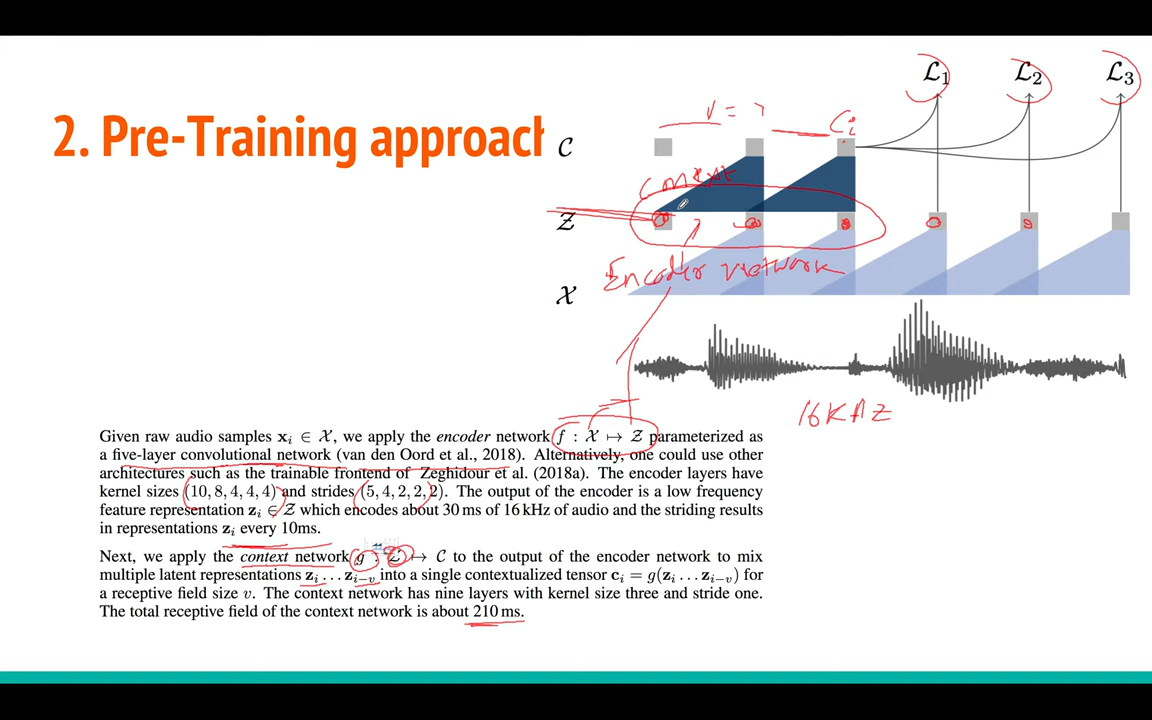 2. Pre-Training approach
L1 L2 L3
v = 3
Ci
C
Context
Z
Encoder network
X
16KHZ
Given raw audio samples xi ∈ X, we apply the encoder network f : X ↦ Z parameterized as
a five-layer convolutional network (van den Oord et al., 2018). Alternatively, one could use other
architectures such as the trainable frontend of Zeghidour et al. (2018a). The encoder layers have
kernel sizes (10, 8, 4, 4, 4) and strides (5, 4, 2, 2, 2). The output of the encoder is a low frequency
feature representation zi ∈ Z which encodes about 30 ms of 16 kHz of audio and the striding results
in representations zi every 10ms.
Next, we apply the context network g : Z ↦ C to the output of the encoder network to mix
multiple latent representations zi . . . zi−v into a single contextualized tensor ci = g(zi . . . zi−v) for
a receptive field size v. The context network has nine layers with kernel size three and stride one.
The total receptive field of the context network is about 210 ms.